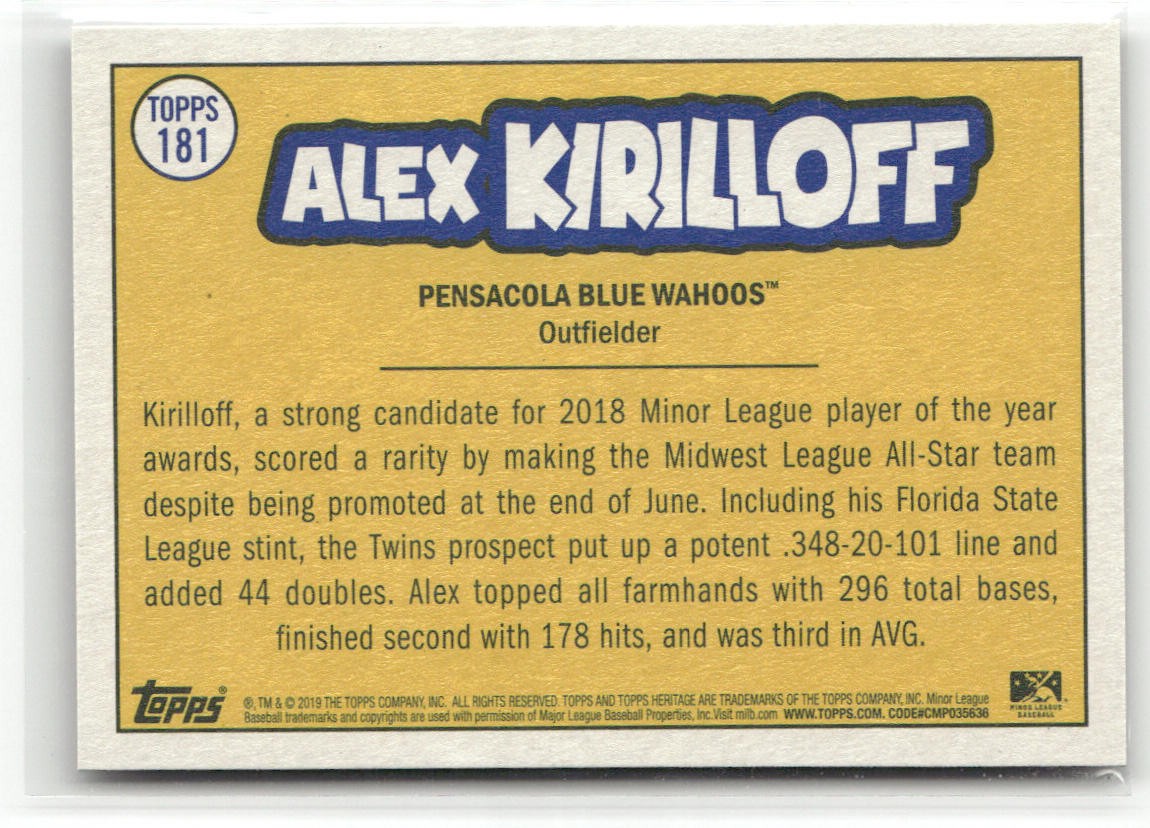 TOPPS
181
ALEX KIRILLOFF
PENSACOLA BLUE WAHOOS™
Outfielder
Kirilloff, a strong candidate for 2018 Minor League player of the year
awards, scored a rarity by making the Midwest League All-Star team
despite being promoted at the end of June. Including his Florida State
League stint, the Twins prospect put up a potent .348-20-101 line and
added 44 doubles. Alex topped all farmhands with 296 total bases,
finished second with 178 hits, and was third in AVG.
topps®
®, TM & © 2019 THE TOPPS COMPANY, INC. ALL RIGHTS RESERVED. TOPPS AND TOPPS HERITAGE ARE TRADEMARKS OF THE TOPPS COMPANY, INC. Minor League
Baseball trademarks and copyrights are used with permission of Major League Baseball Properties, Inc. Visit milb.com WWW.TOPPS.COM. CODE#CMP035636
MINOR LEAGUE
BASEBALL